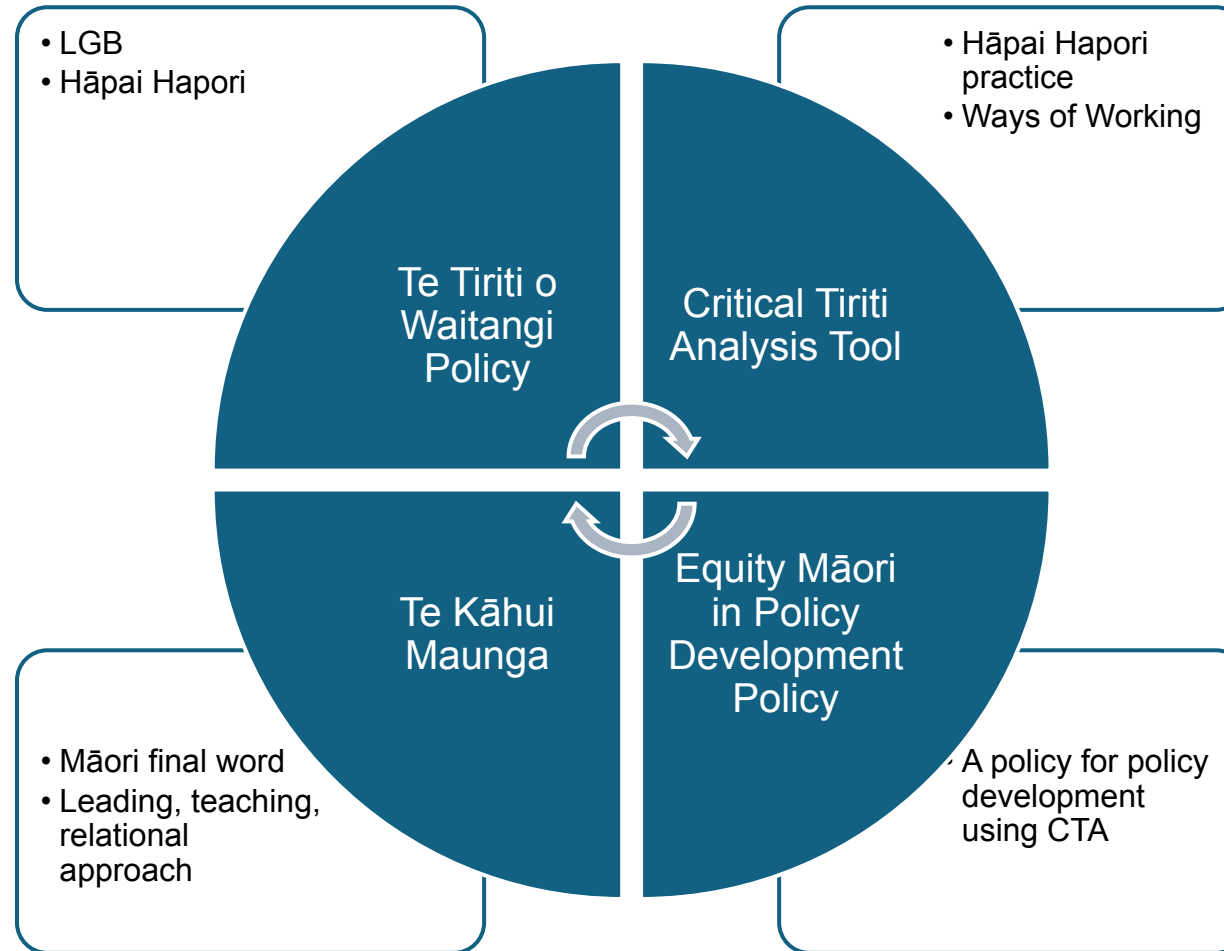 • LGB
• Hāpai Hapori
• Hāpai Hapori
practice
• Ways of Working
Te Tiriti o
Waitangi
Policy
Critical Tiriti
Analysis Tool
Te Kāhui
Maunga
Equity Māori
in Policy
Development
Policy
• Māori final word
• Leading, teaching,
relational
approach
• A policy for policy
development
using CTA